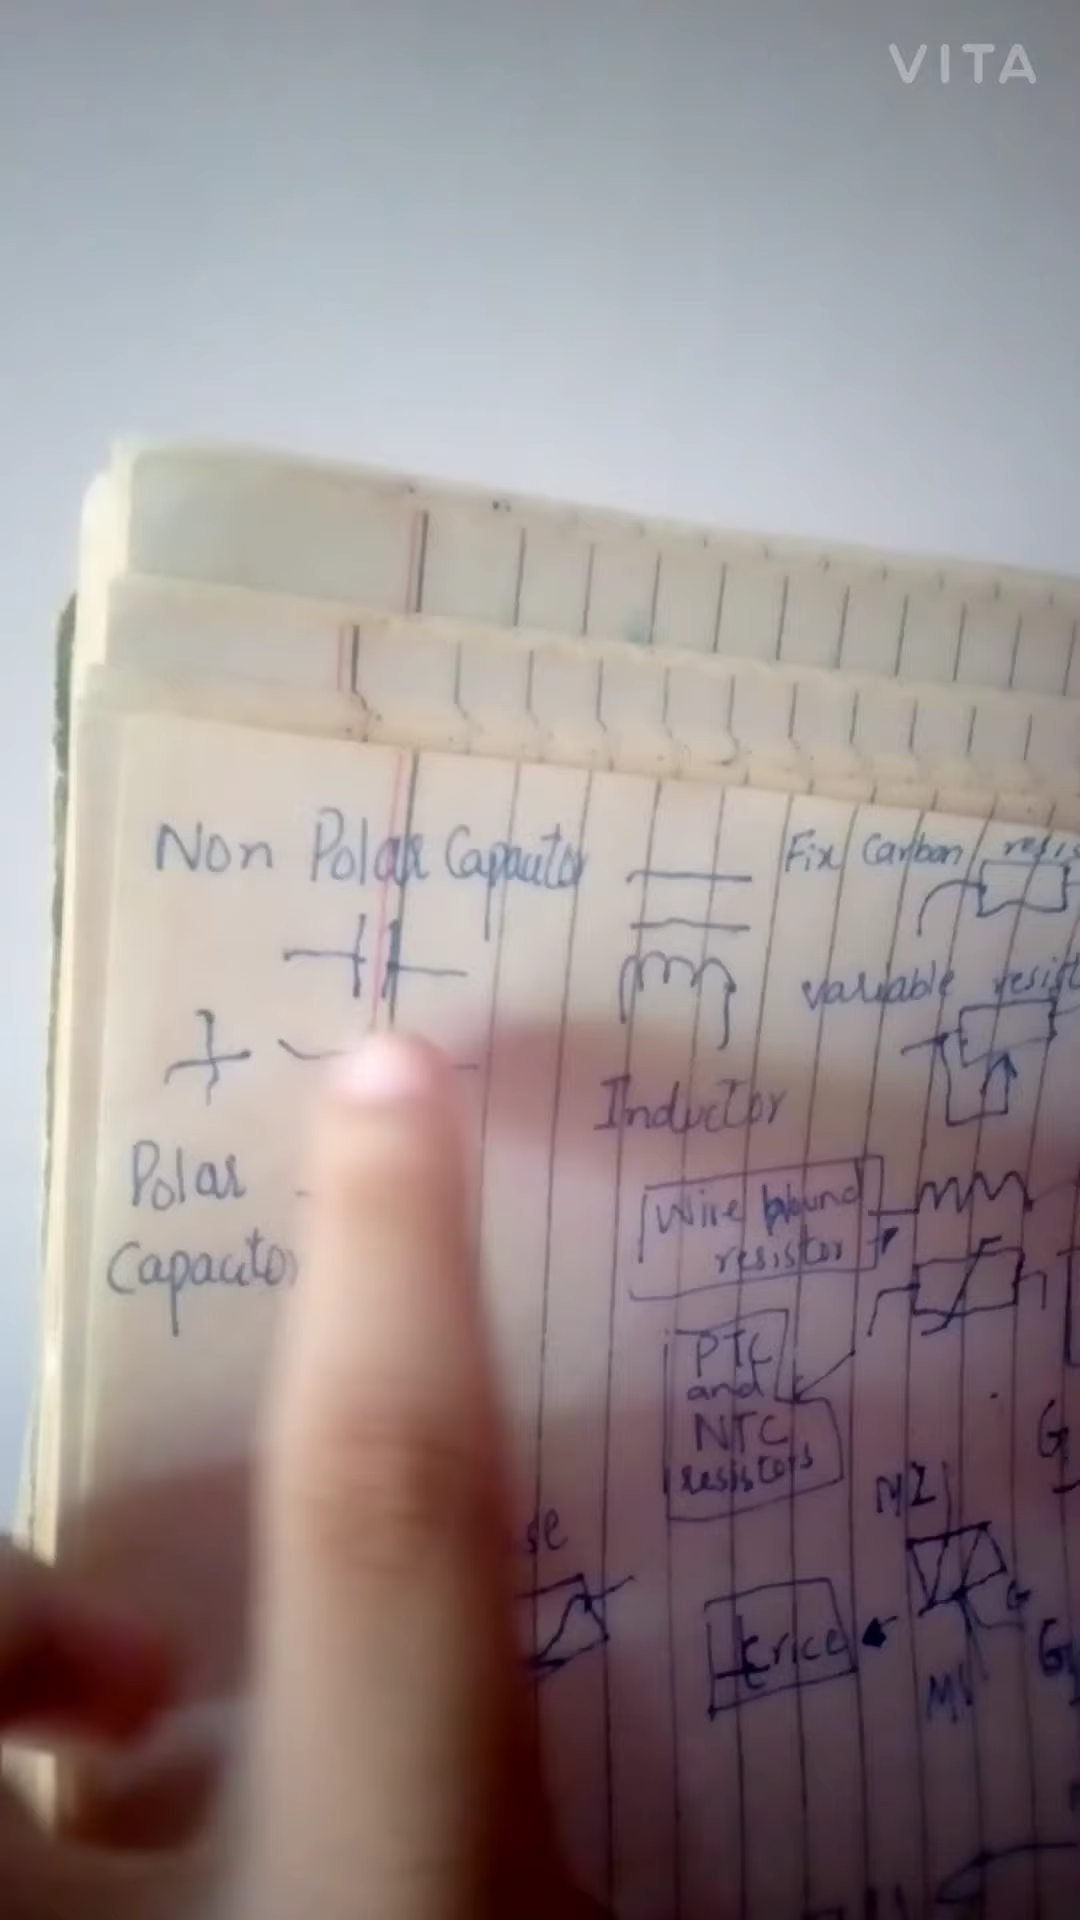 VITA
Non Polar Capacitor
Fix Carbon
variable
Inductor
Polar
Capacitor
Wire Wound
resistor
PTC
and
NTC
resistors
M2
G
G
M1